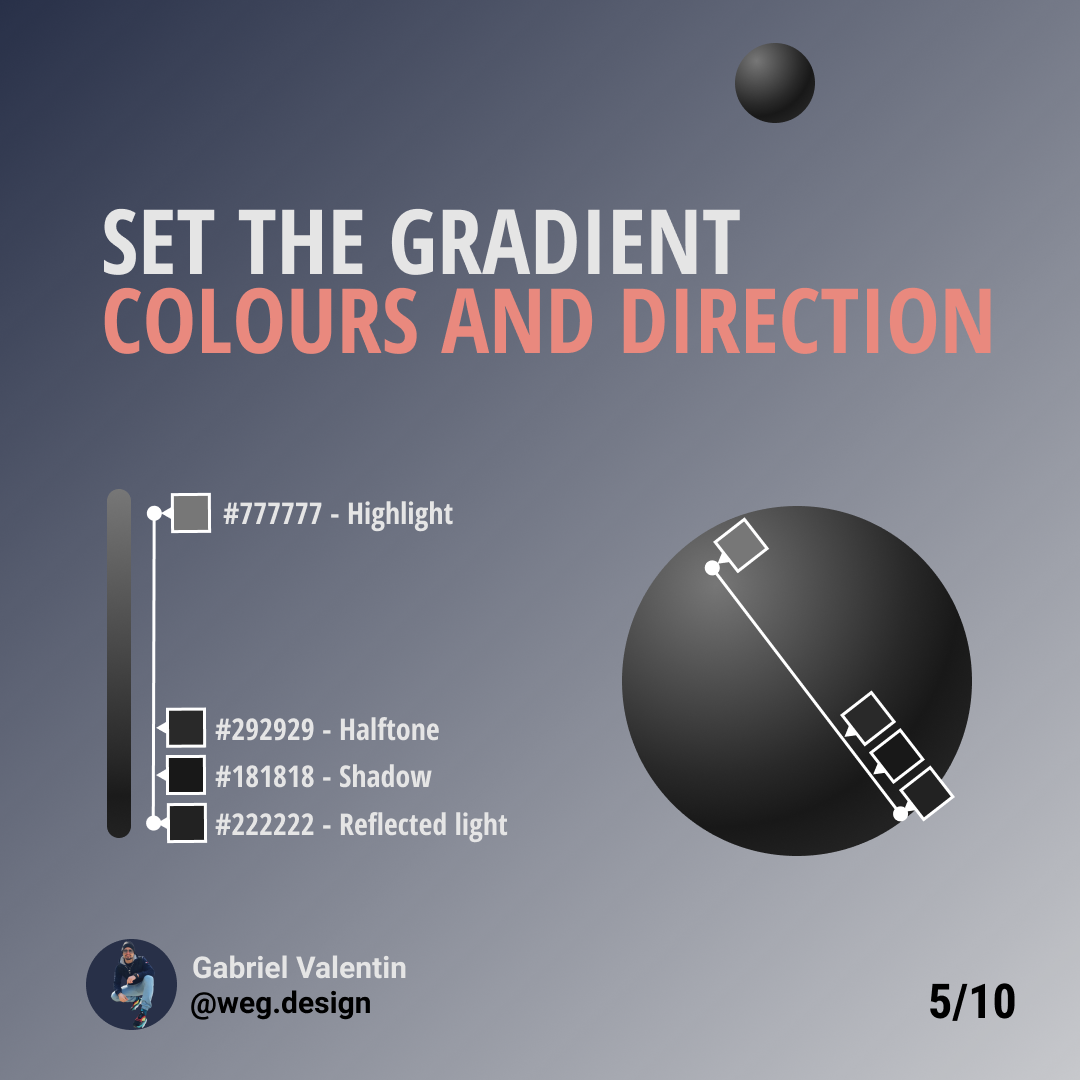 SET THE GRADIENT
COLOURS AND DIRECTION
#777777 - Highlight
#292929 - Halftone
#181818 - Shadow
#222222 - Reflected light
Gabriel Valentin
@weg.design
5/10